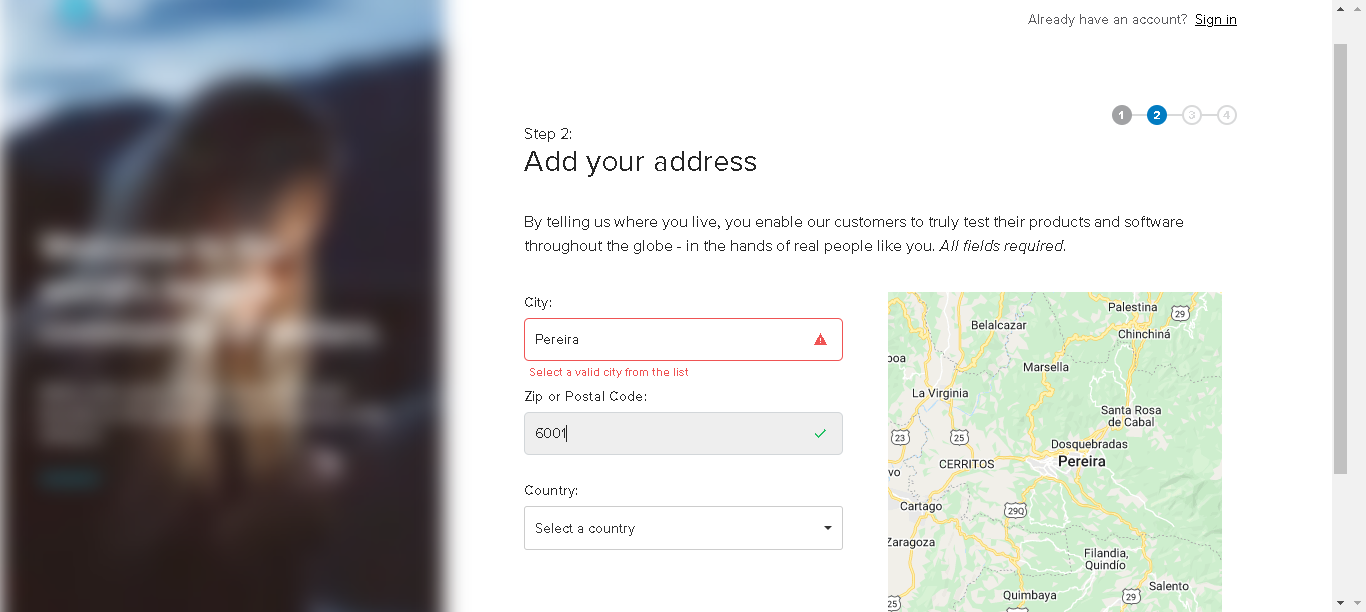 Already have an account? Sign in
1 2 3 4
Step 2:
Add your address
By telling us where you live, you enable our customers to truly test their products and software
throughout the globe - in the hands of real people like you. All fields required.
City:
Pereira
Select a valid city from the list
Zip or Postal Code:
6001
Country:
Select a country
Palestina
29
Belalcazar
Chinchiná
Marsella
La Virginia
Santa Rosa
de Cabal
23
25
Dosquebradas
CERRITOS
Pereira
Cartago
29Q
Zaragoza
Filandia,
Quindío
Salento
Quimbaya
29
25